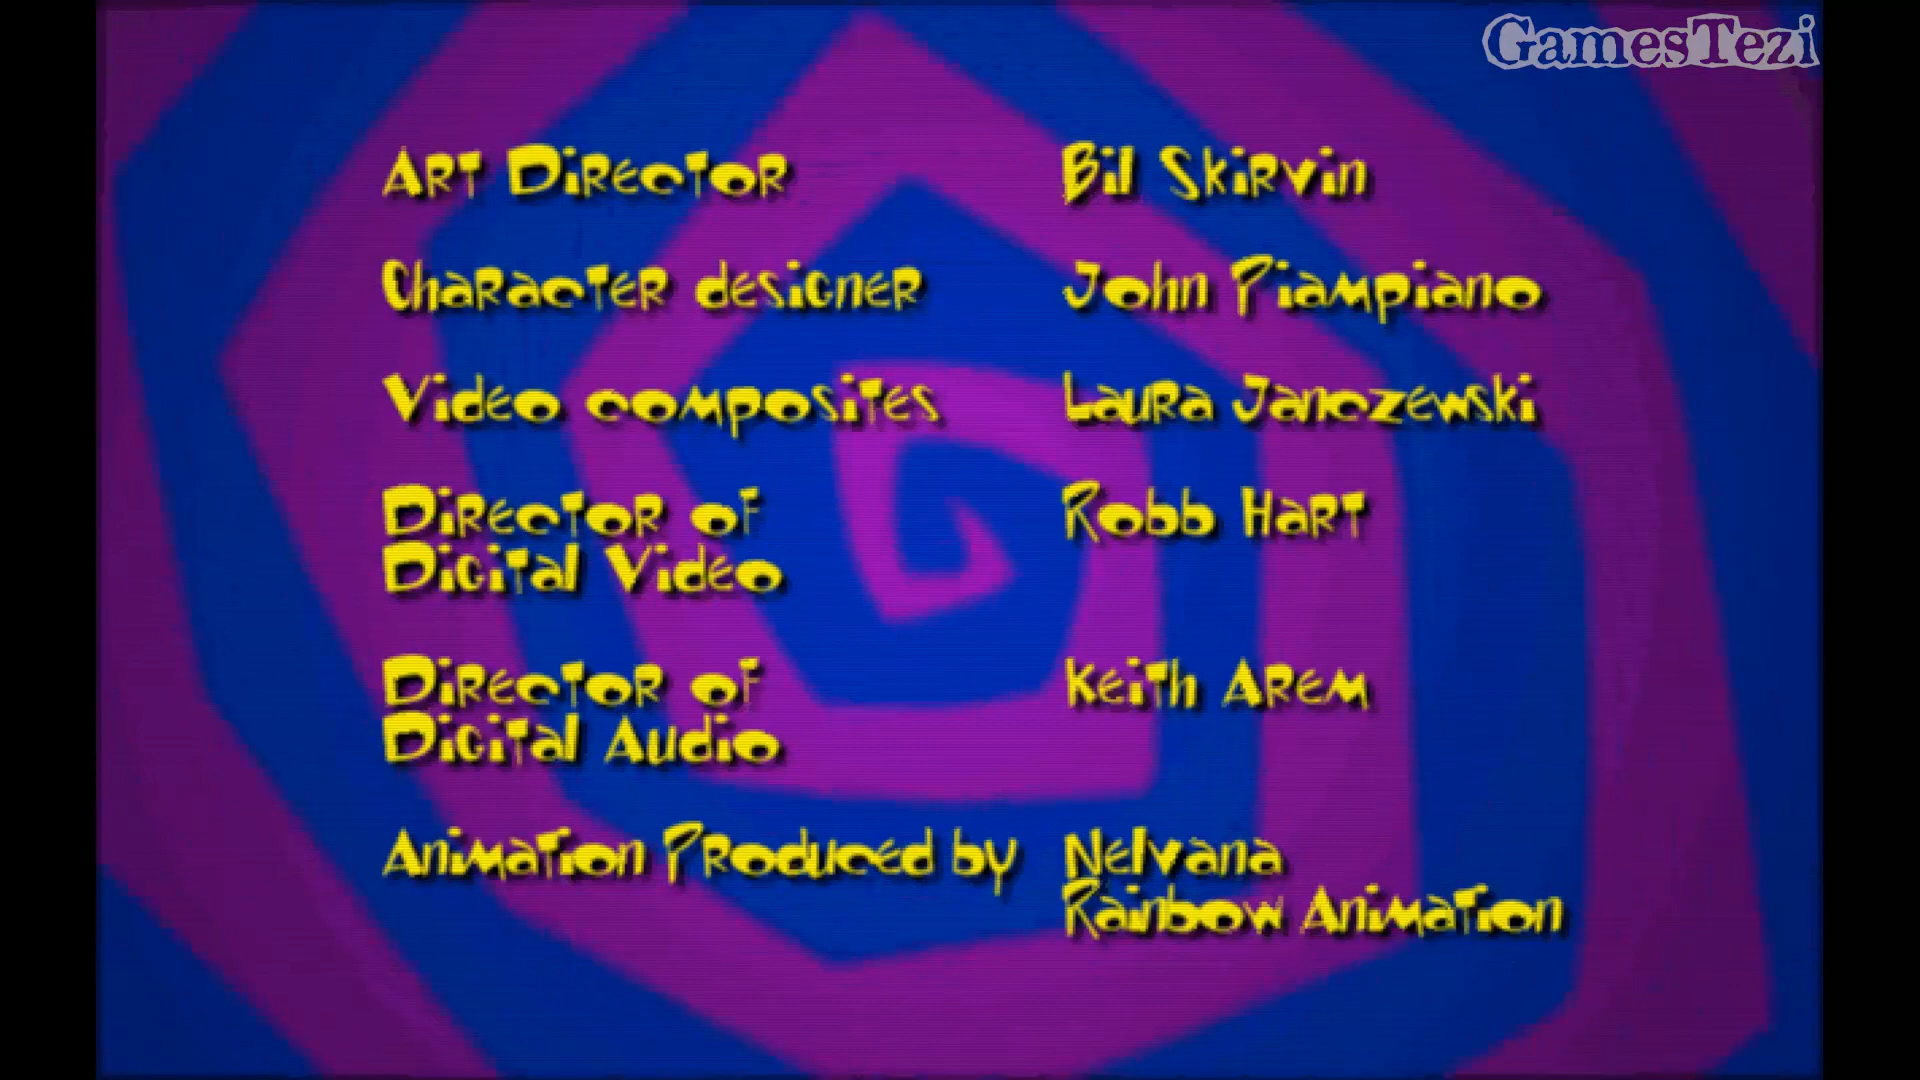 GamesTezi
Art Director Bil Skirvin
Character designer John Piampiano
Video composites Laura Janczewski
Director of Robb Hart
Digital Video
Director of Keith Arem
Digital Audio
Animation Produced by Nelvana
Rainbow Animation